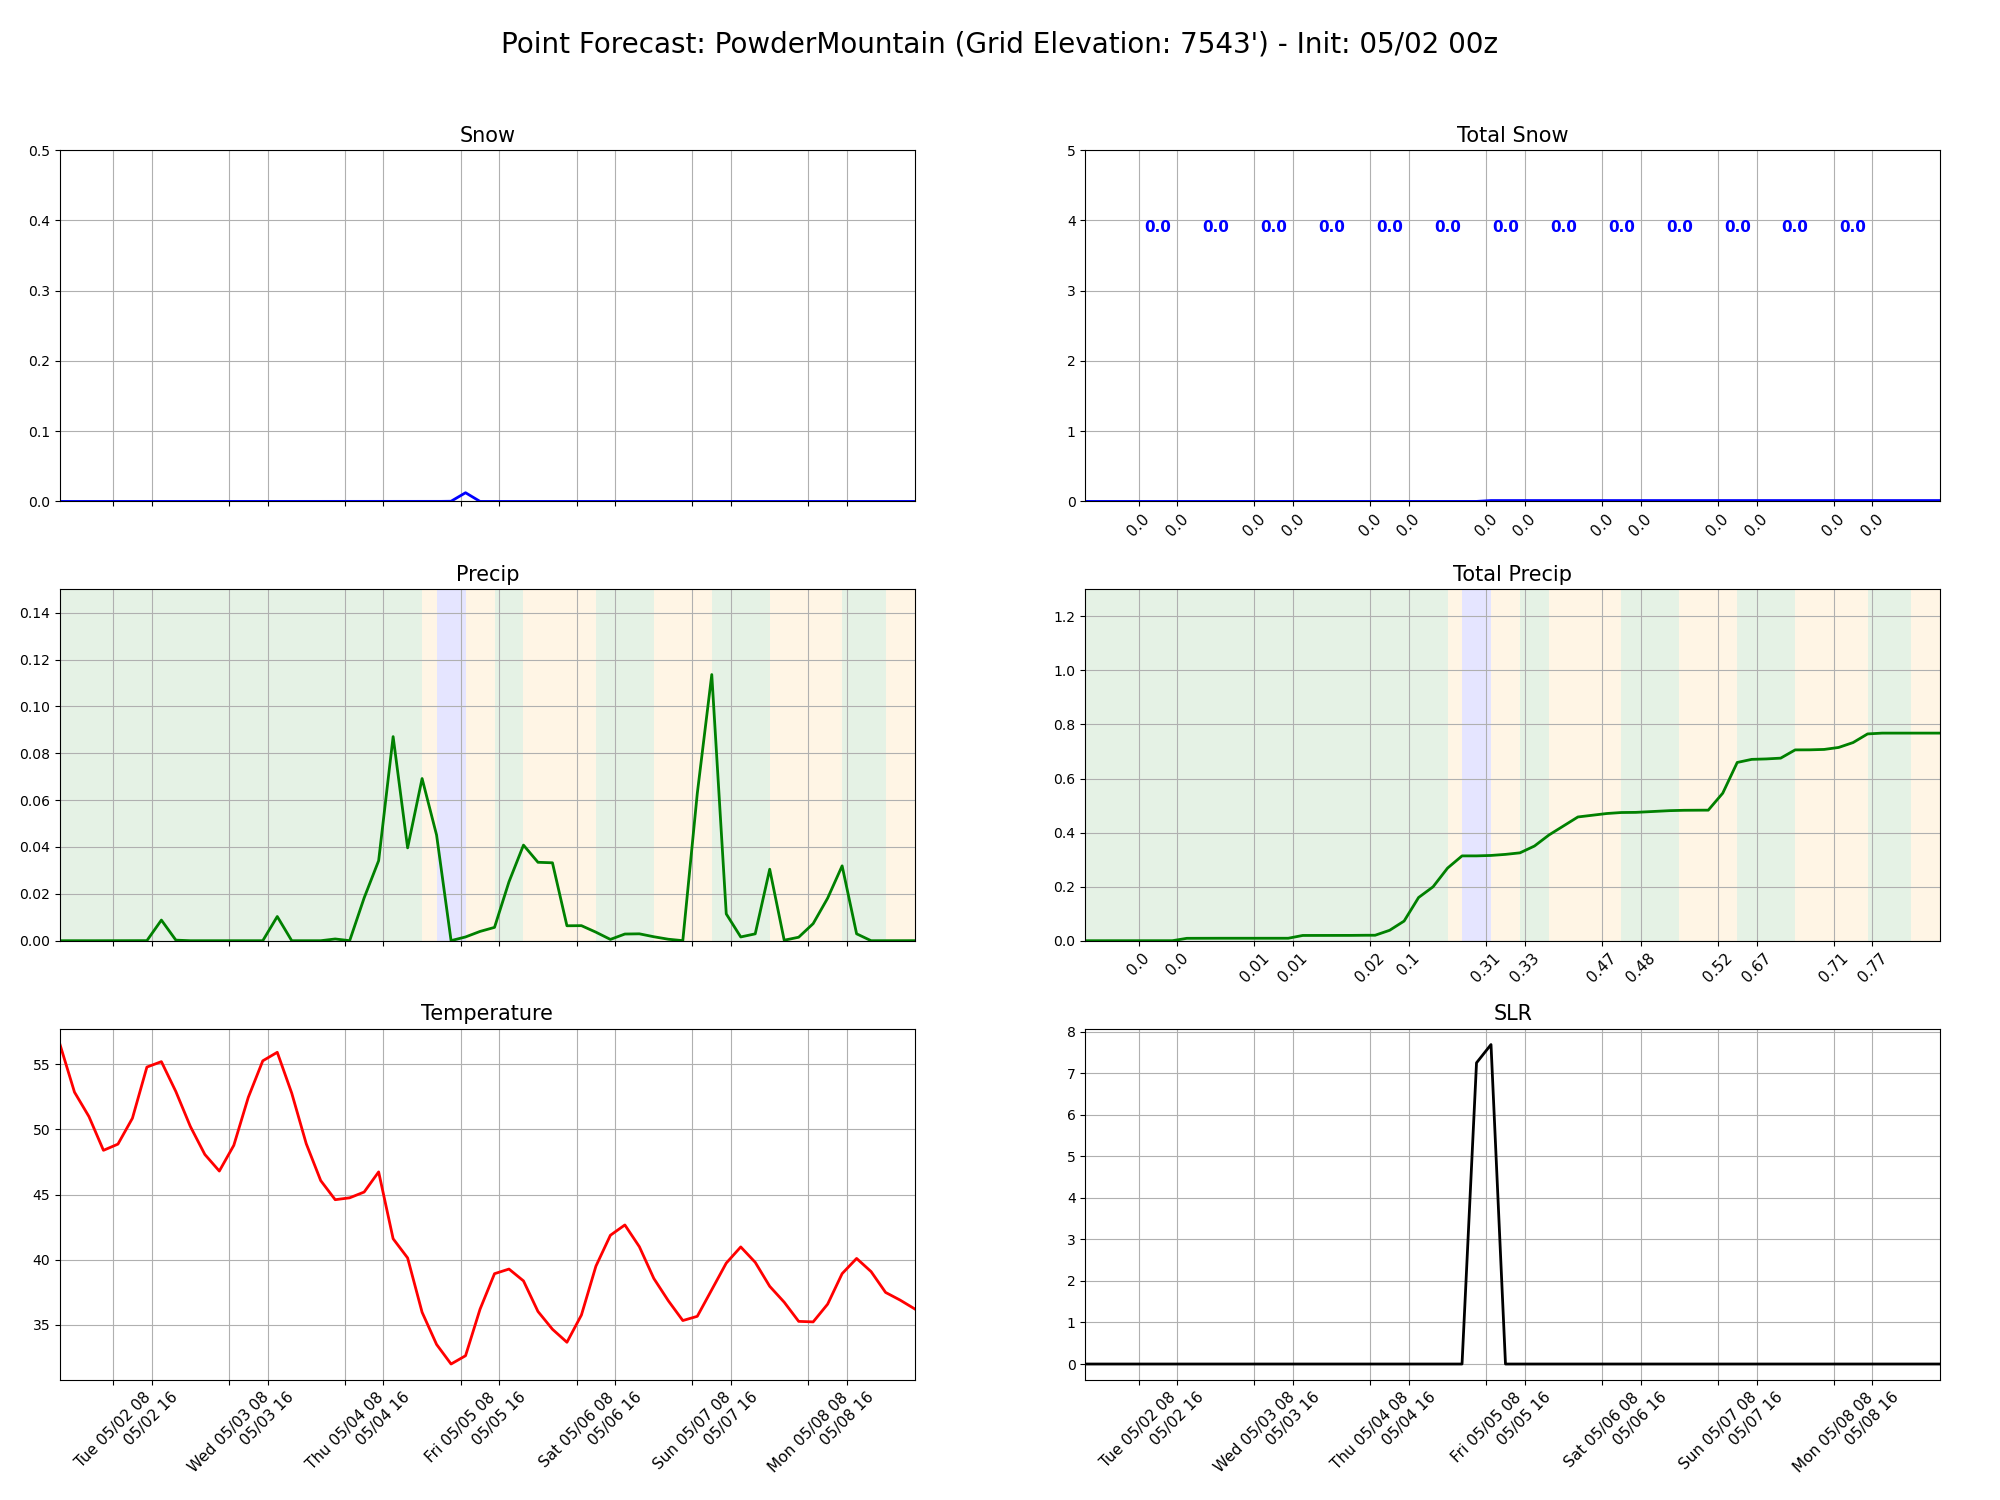 Point Forecast: PowderMountain (Grid Elevation: 7543') - Init: 05/02 00z
Snow
0.5
0.4
0.3
0.2
0.1
0.0
Total Snow
5
4
3
2
1
0
0.0 0.0 0.0 0.0 0.0 0.0 0.0 0.0 0.0 0.0 0.0 0.0 0.0
0.0 0.0 0.0 0.0 0.0 0.0 0.0 0.0 0.0 0.0 0.0 0.0 0.0 0.0
Precip
0.14
0.12
0.10
0.08
0.06
0.04
0.02
0.00
Total Precip
1.2
1.0
0.8
0.6
0.4
0.2
0.0
0.0 0.0 0.01 0.01 0.02 0.1 0.31 0.33 0.47 0.48 0.52 0.67 0.71 0.77
Temperature
55
50
45
40
35
Tue 05/02 08
05/02 16
Wed 05/03 08
05/03 16
Thu 05/04 08
05/04 16
Fri 05/05 08
05/05 16
Sat 05/06 08
05/06 16
Sun 05/07 08
05/07 16
Mon 05/08 08
05/08 16
SLR
8
7
6
5
4
3
2
1
0
Tue 05/02 08
05/02 16
Wed 05/03 08
05/03 16
Thu 05/04 08
05/04 16
Fri 05/05 08
05/05 16
Sat 05/06 08
05/06 16
Sun 05/07 08
05/07 16
Mon 05/08 08
05/08 16